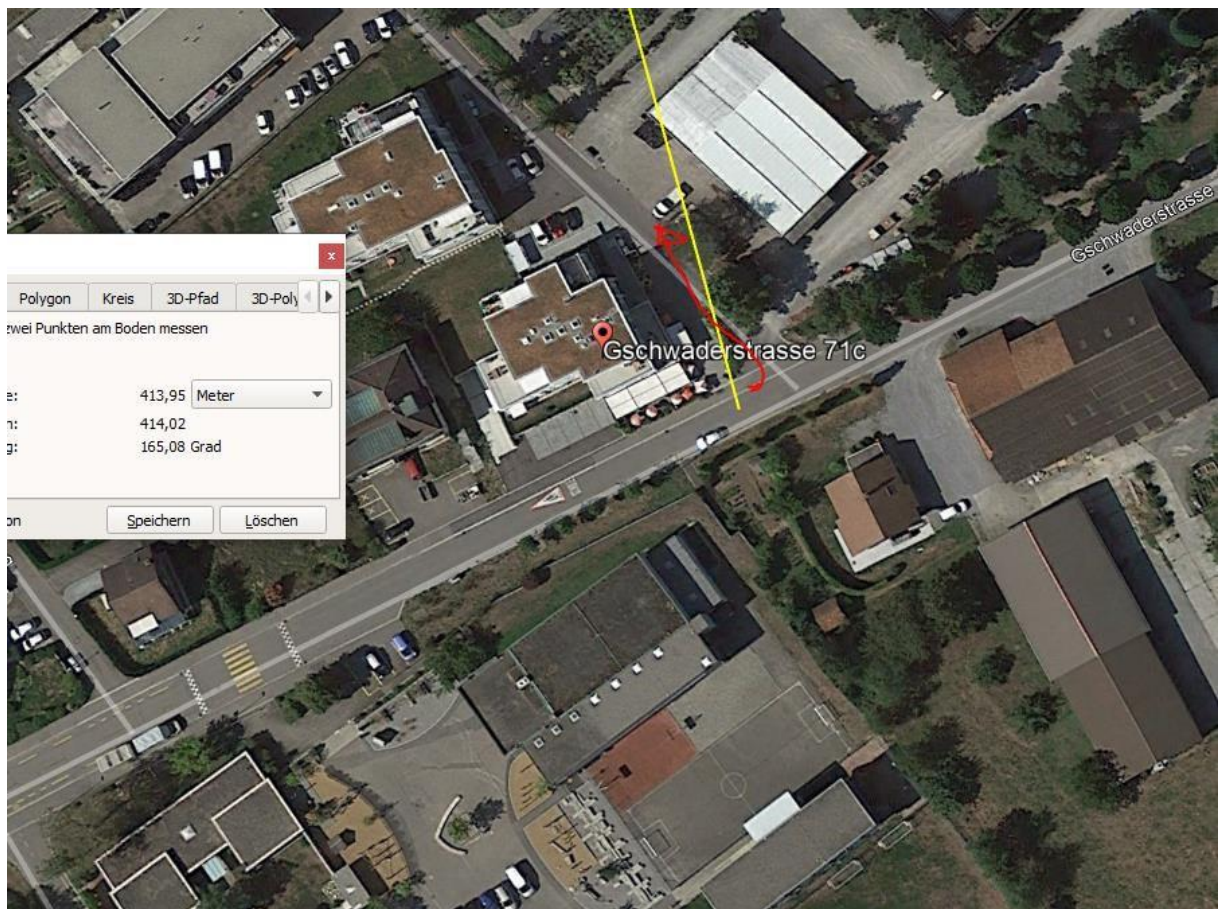 x
Polygon Kreis 3D-Pfad 3D-Poly
zwei Punkten am Boden messen
e: 413,95 Meter
n: 414,02
g: 165,08 Grad
on Speichern Löschen
Gschwaderstrasse 71c
Gschwaderstrasse